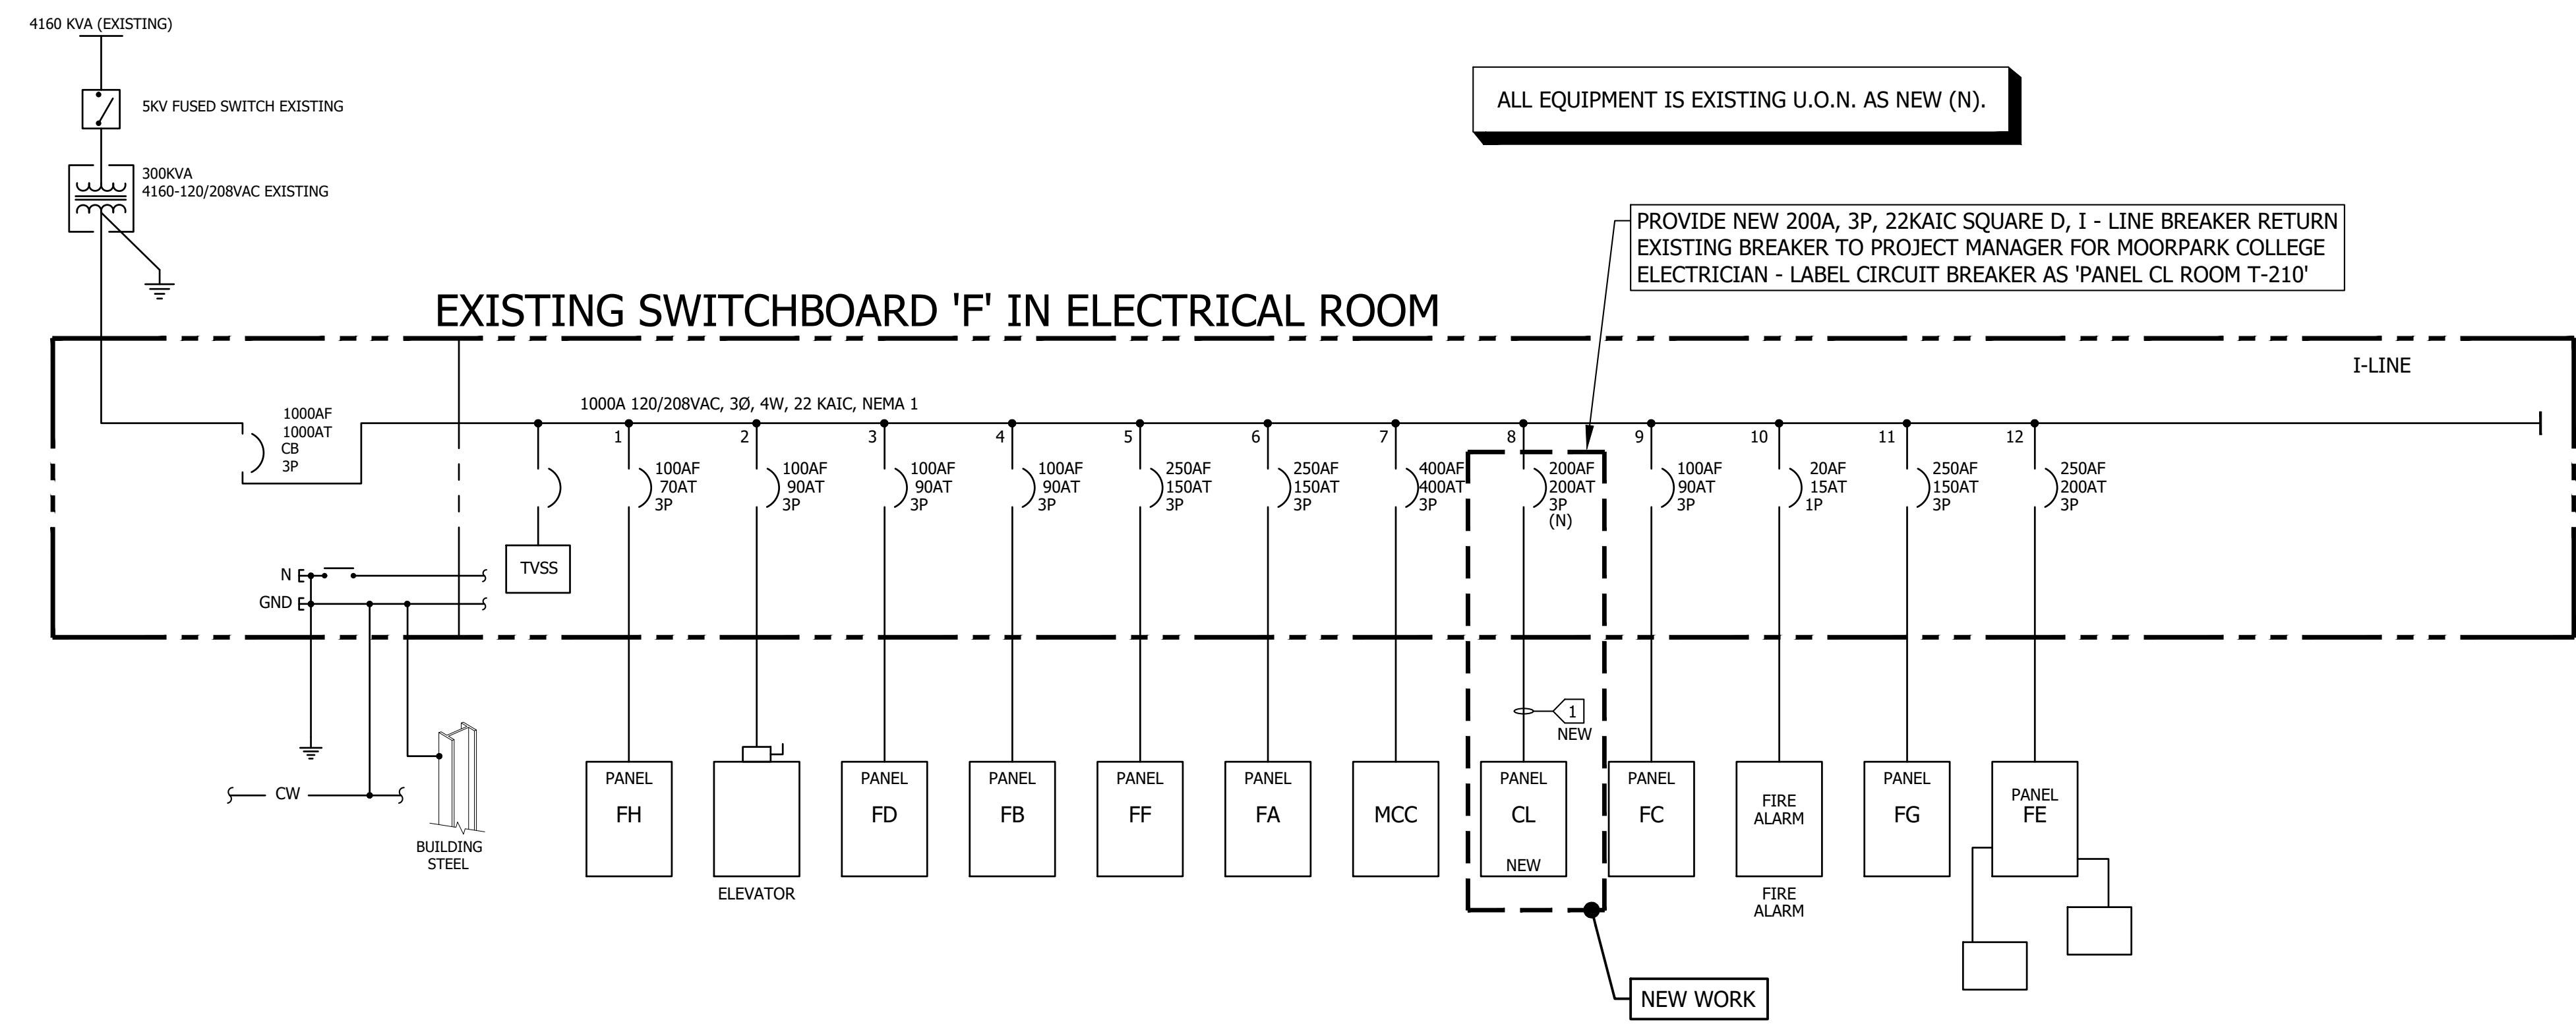 4160 KVA (EXISTING)
5KV FUSED SWITCH EXISTING
300KVA
4160-120/208VAC EXISTING
ALL EQUIPMENT IS EXISTING U.O.N. AS NEW (N).
PROVIDE NEW 200A, 3P, 22KAIC SQUARE D, I - LINE BREAKER RETURN
EXISTING BREAKER TO PROJECT MANAGER FOR MOORPARK COLLEGE
ELECTRICIAN - LABEL CIRCUIT BREAKER AS 'PANEL CL ROOM T-210'
EXISTING SWITCHBOARD 'F' IN ELECTRICAL ROOM
I-LINE
1000A 120/208VAC, 3Ø, 4W, 22 KAIC, NEMA 1
1000AF
1000AT
CB
3P
N
GND
CW
BUILDING
STEEL
TVSS
1
100AF
70AT
3P
2
100AF
90AT
3P
3
100AF
90AT
3P
4
100AF
90AT
3P
5
250AF
150AT
3P
6
250AF
150AT
3P
7
400AF
400AT
3P
8
200AF
200AT
3P
(N)
9
100AF
90AT
3P
10
20AF
15AT
1P
11
250AF
150AT
3P
12
250AF
200AT
3P
1
NEW
PANEL
FH
ELEVATOR
PANEL
FD
PANEL
FB
PANEL
FF
PANEL
FA
MCC
PANEL
CL
NEW
PANEL
FC
FIRE
ALARM
FIRE
ALARM
PANEL
FG
PANEL
FE
NEW WORK